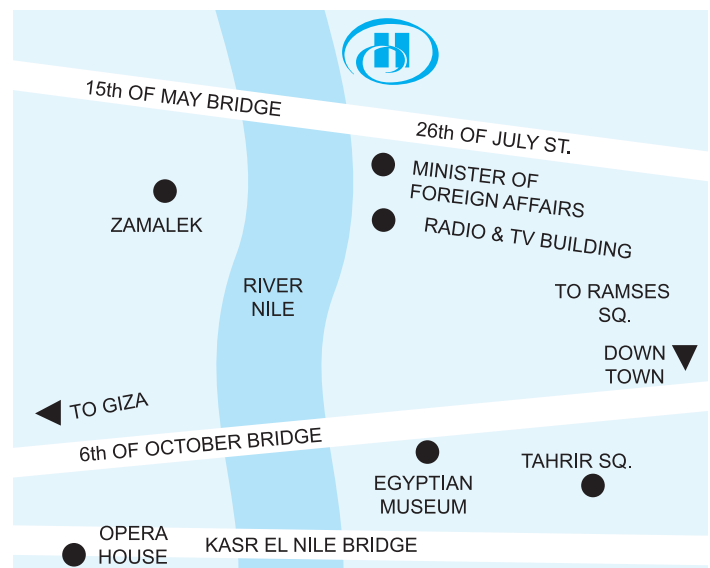 15th OF MAY BRIDGE
26th OF JULY ST.
MINISTER OF
FOREIGN AFFAIRS
ZAMALEK
RADIO & TV BUILDING
RIVER
NILE
TO RAMSES
SQ.
DOWN
TOWN
TO GIZA
6th OF OCTOBER BRIDGE
EGYPTIAN
MUSEUM
TAHRIR SQ.
OPERA
HOUSE
KASR EL NILE BRIDGE